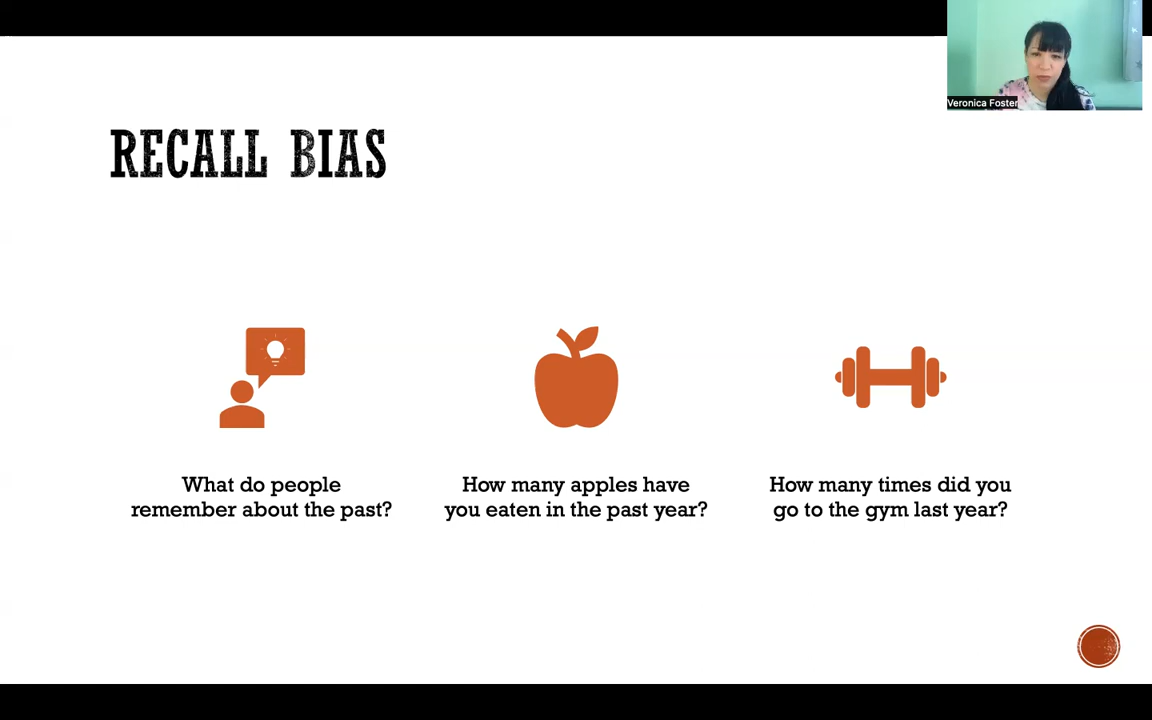 Veronica Foster
RECALL BIAS
What do people
remember about the past?
How many apples have
you eaten in the past year?
How many times did you
go to the gym last year?